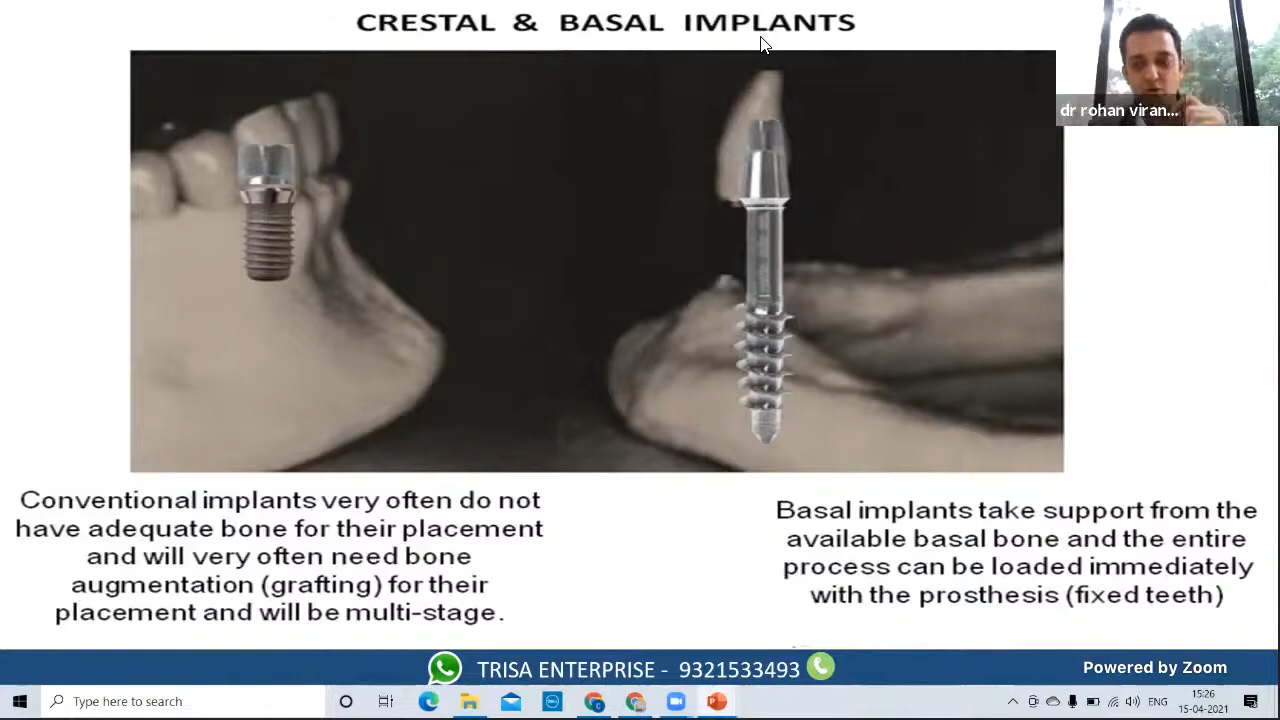 CRESTAL & BASAL IMPLANTS
dr rohan viran...
Conventional implants very often do not
have adequate bone for their placement
and will very often need bone
augmentation (grafting) for their
placement and will be multi-stage.
Basal implants take support from the
available basal bone and the entire
process can be loaded immediately
with the prosthesis (fixed teeth)
TRISA ENTERPRISE - 9321533493
Powered by Zoom
Type here to search
ENG
15:26
15-04-2021